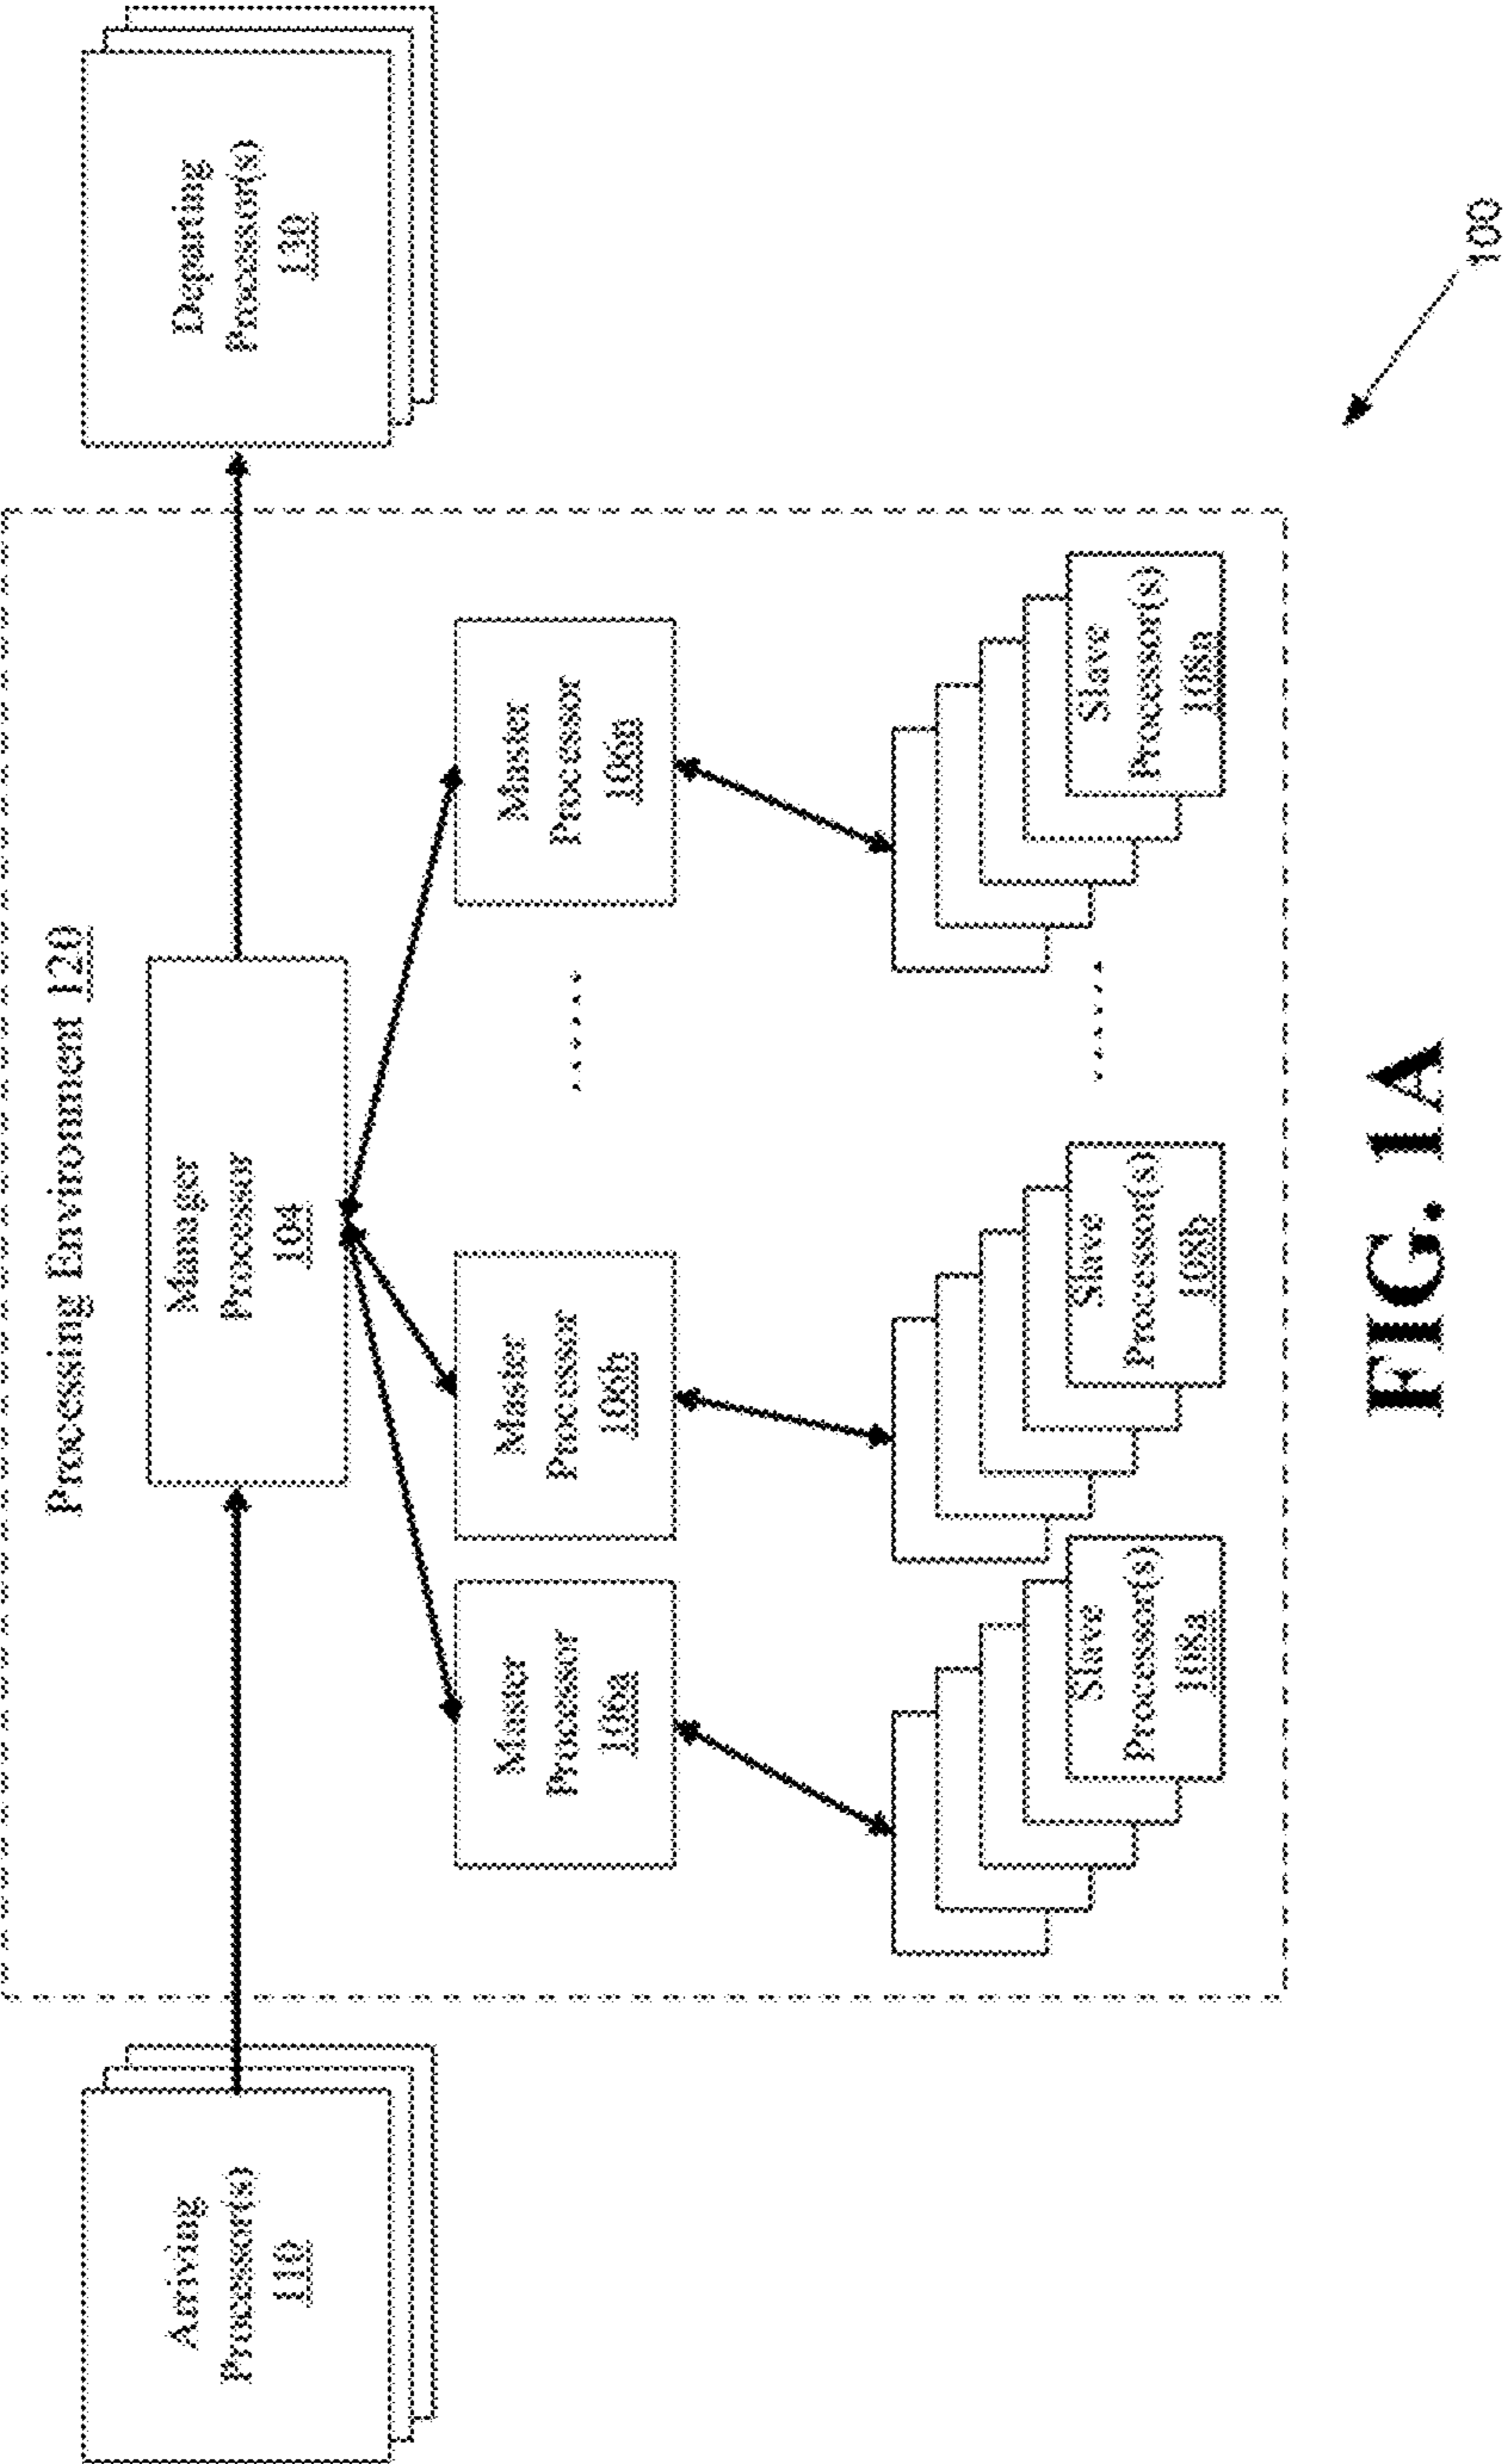 Processing Environment 120
Arriving
Processor(s)
110
Manager
Processor
104
Departing
Processor(s)
130
Master
Processor
106a
Master
Processor
106b
......
Master
Processor
106n
Slave
Processor(s)
108a
Slave
Processor(s)
108b
......
Slave
Processor(s)
100
FIG. 1A